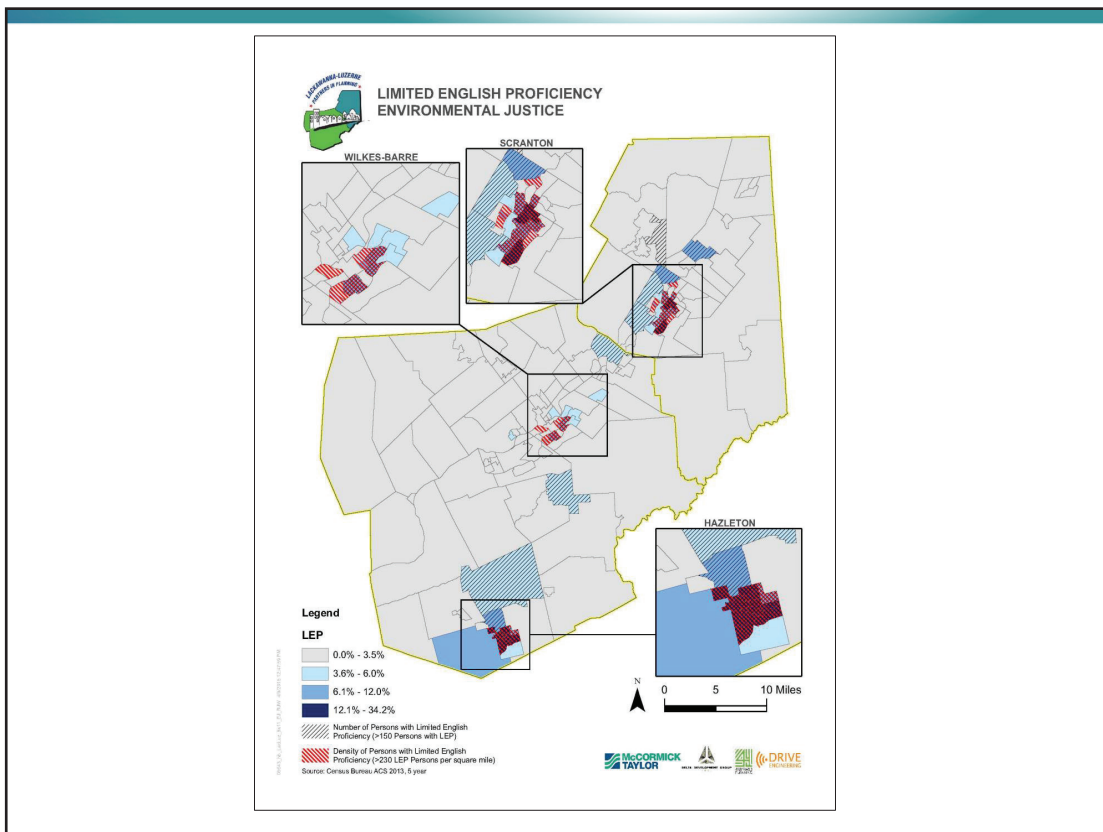 LACKAWANNA-LUZERNE
PARTNERS IN PLANNING
LIMITED ENGLISH PROFICIENCY
ENVIRONMENTAL JUSTICE
SCRANTON
WILKES-BARRE
HAZLETON
Legend
LEP
0.0% - 3.5%
3.6% - 6.0%
6.1% - 12.0%
12.1% - 34.2%
Number of Persons with Limited English
Proficiency (>150 Persons with LEP)
Density of Persons with Limited English
Proficiency (>230 LEP Persons per square mile)
Source: Census Bureau ACS 2013, 5 year
N
0 5 10 Miles
McCORMICK
TAYLOR
DELTA DEVELOPMENT GROUP
DRIVE
ENGINEERING